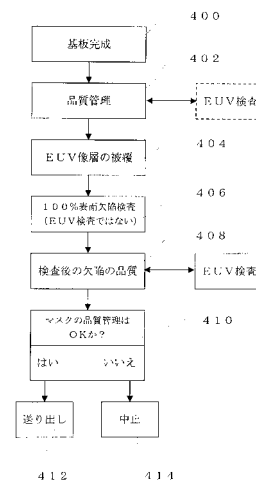 400
基板完成
402
品質管理
EUV検査
404
EUV像層の被覆
406
100%表面欠陥検査
(EUV検査ではない)
408
検査後の欠陥の品質
EUV検査
410
マスクの品質管理は
OKか?
はい いいえ
送り出し 中止
412 414